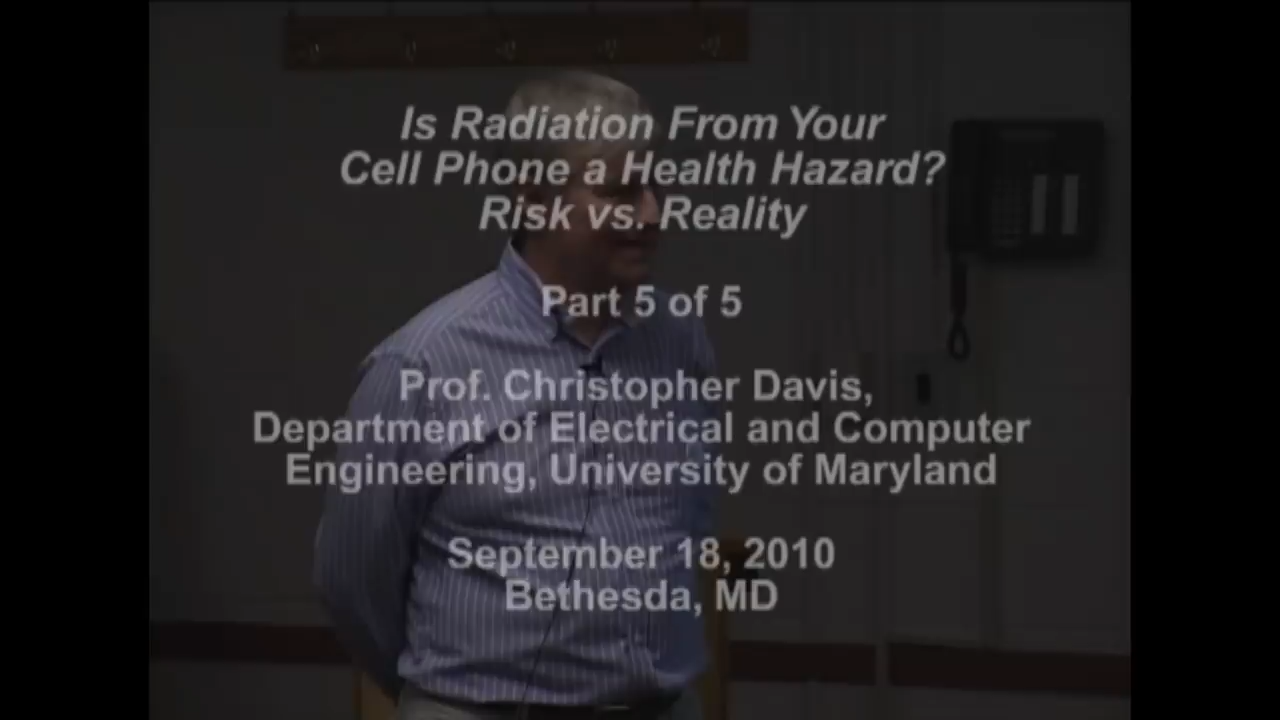 Is Radiation From Your
Cell Phone a Health Hazard?
Risk vs. Reality
Part 5 of 5
Prof. Christopher Davis,
Department of Electrical and Computer
Engineering, University of Maryland
September 18, 2010
Bethesda, MD